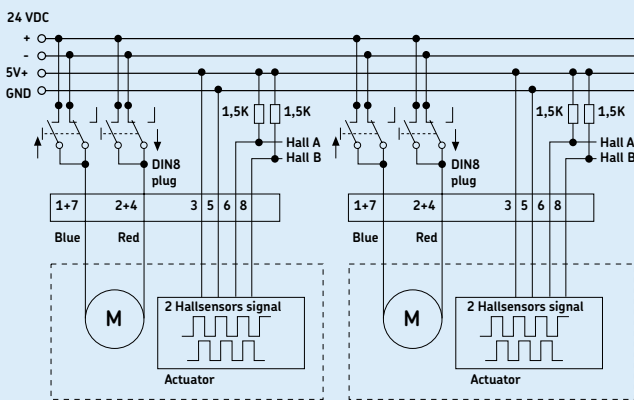 24 VDC
+
-
5V+
GND
1,5K 1,5K 1,5K 1,5K
Hall A Hall A
Hall B Hall B
DIN8 DIN8
plug plug
1+7 2+4 3 5 6 8 1+7 2+4 3 5 6 8
Blue Red Blue Red
2 Hallsensors signal 2 Hallsensors signal
M M
Actuator Actuator